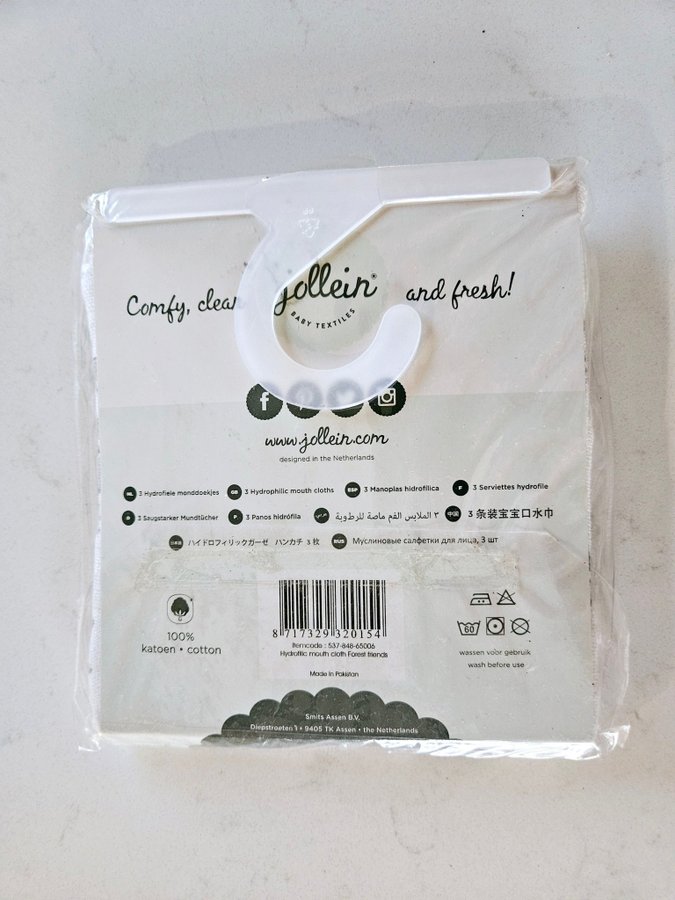 Comfy, clean jollein® and fresh!
BABY TEXTILES
www.jollein.com
designed in the Netherlands
NL 3 Hydrofiele monddoekjes GB 3 Hydrophilic mouth cloths ESP 3 Manoplas hidrofílica F 3 Serviettes hydrofile
D 3 Saugstarker Mundtücher P 3 Panos hidrófila عربي ٣ الملابس الفم ماصة للرطوبة 中国 3 条装宝宝口水巾
日本語 ハイドロフィリックガーゼ ハンカチ 3 秋 RUS Муслиновые салфетки для лица, 3 шт
100%
katoen • cotton
8 717329 320154
Itemcode : 537-848-65006
Hydrofilic mouth cloth Forest friends
Made in Pakistan
60
wassen voor gebruik
wash before use
Smits Assen B.V.
Diepstroeten 1 • 9405 TK Assen • the Netherlands